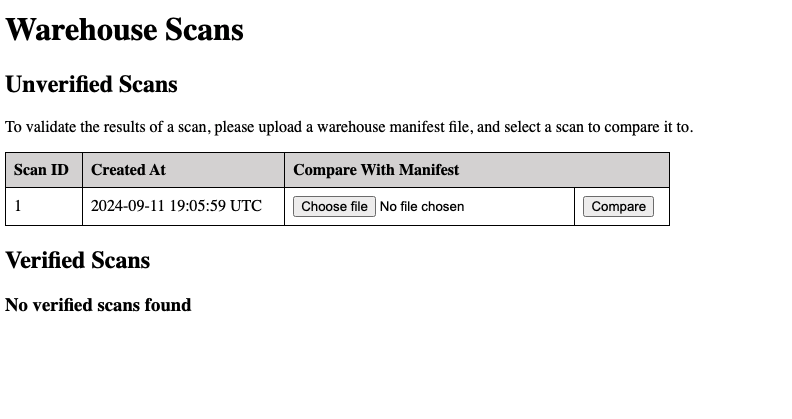 Warehouse Scans
Unverified Scans
To validate the results of a scan, please upload a warehouse manifest file, and select a scan to compare it to.
Scan ID Created At Compare With Manifest
1 2024-09-11 19:05:59 UTC Choose file No file chosen Compare
Verified Scans
No verified scans found